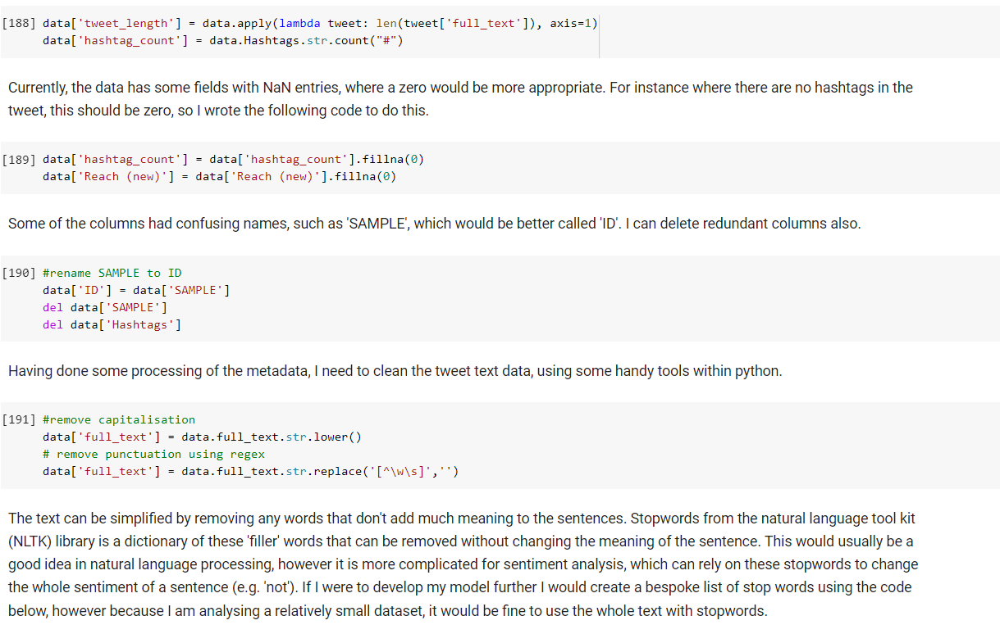 [188] data['tweet_length'] = data.apply(lambda tweet: len(tweet['full_text']), axis=1)
data['hashtag_count'] = data.Hashtags.str.count("#")
Currently, the data has some fields with NaN entries, where a zero would be more appropriate. For instance where there are no hashtags in the
tweet, this should be zero, so I wrote the following code to do this.
[189] data['hashtag_count'] = data['hashtag_count'].fillna(0)
data['Reach (new)'] = data['Reach (new)'].fillna(0)
Some of the columns had confusing names, such as 'SAMPLE', which would be better called 'ID'. I can delete redundant columns also.
[190] #rename SAMPLE to ID
data['ID'] = data['SAMPLE']
del data['SAMPLE']
del data['Hashtags']
Having done some processing of the metadata, I need to clean the tweet text data, using some handy tools within python.
[191] #remove capitalisation
data['full_text'] = data.full_text.str.lower()
# remove punctuation using regex
data['full_text'] = data.full_text.str.replace('[^\w\s]','')
The text can be simplified by removing any words that don't add much meaning to the sentences. Stopwords from the natural language tool kit
(NLTK) library is a dictionary of these 'filler' words that can be removed without changing the meaning of the sentence. This would usually be a
good idea in natural language processing, however it is more complicated for sentiment analysis, which can rely on these stopwords to change
the whole sentiment of a sentence (e.g. 'not'). If I were to develop my model further I would create a bespoke list of stop words using the code
below, however because I am analysing a relatively small dataset, it would be fine to use the whole text with stopwords.